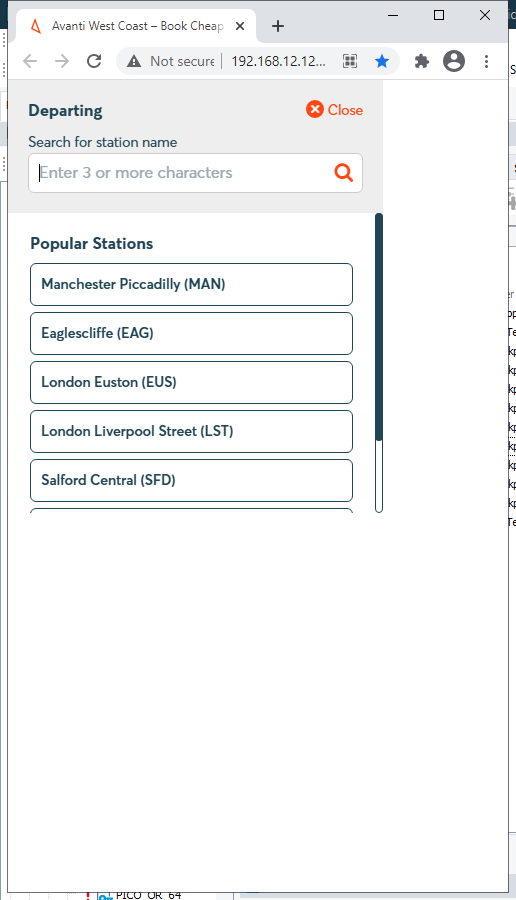 Avanti West Coast – Book Cheap
Not secure
192.168.12.12...
Departing
Close
Search for station name
Enter 3 or more characters
Popular Stations
Manchester Piccadilly (MAN)
Eaglescliffe (EAG)
London Euston (EUS)
London Liverpool Street (LST)
Salford Central (SFD)
PICO_OR_64